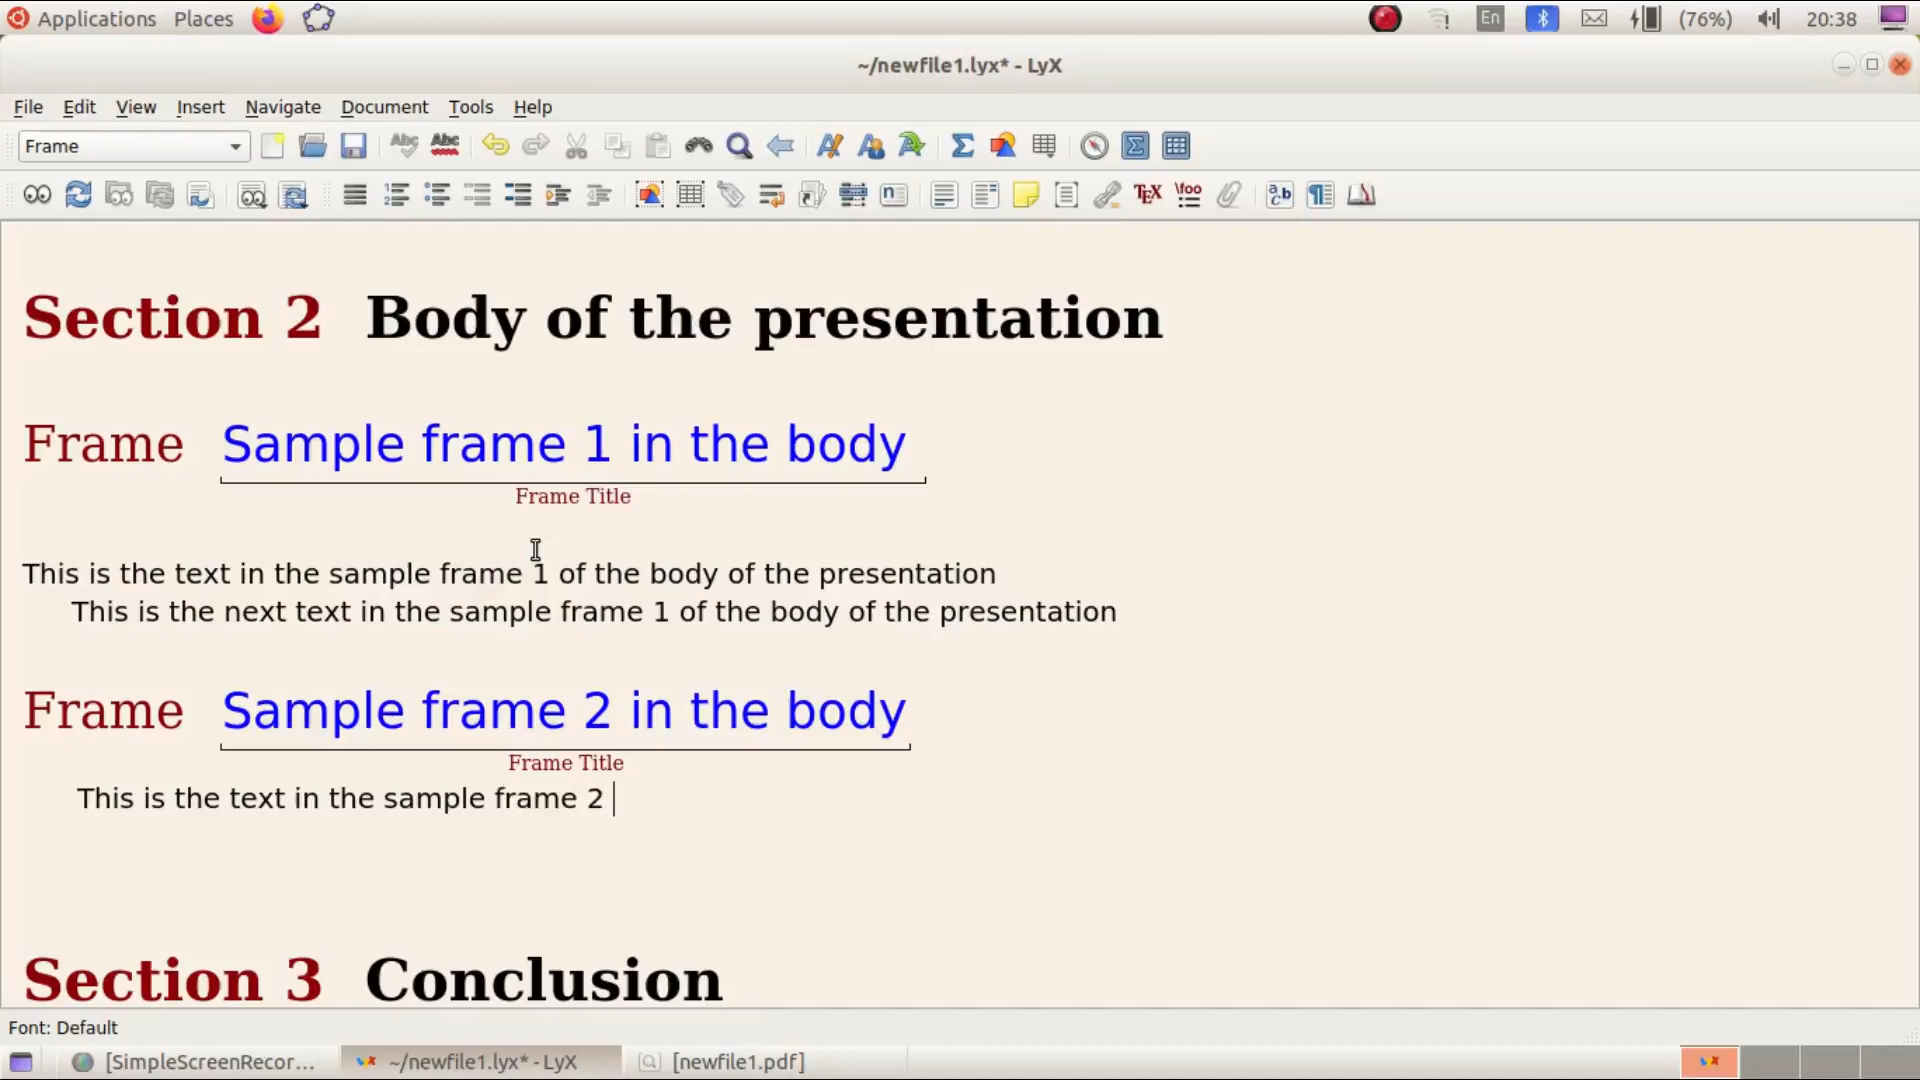 Applications Places En (76%) 20:38
~/newfile1.lyx* - LyX
File Edit View Insert Navigate Document Tools Help
Frame
Section 2 Body of the presentation
Frame Sample frame 1 in the body
Frame Title
This is the text in the sample frame 1 of the body of the presentation
This is the next text in the sample frame 1 of the body of the presentation
Frame Sample frame 2 in the body
Frame Title
This is the text in the sample frame 2
Section 3 Conclusion
Font: Default
[SimpleScreenRecor... ~/newfile1.lyx* - LyX [newfile1.pdf]